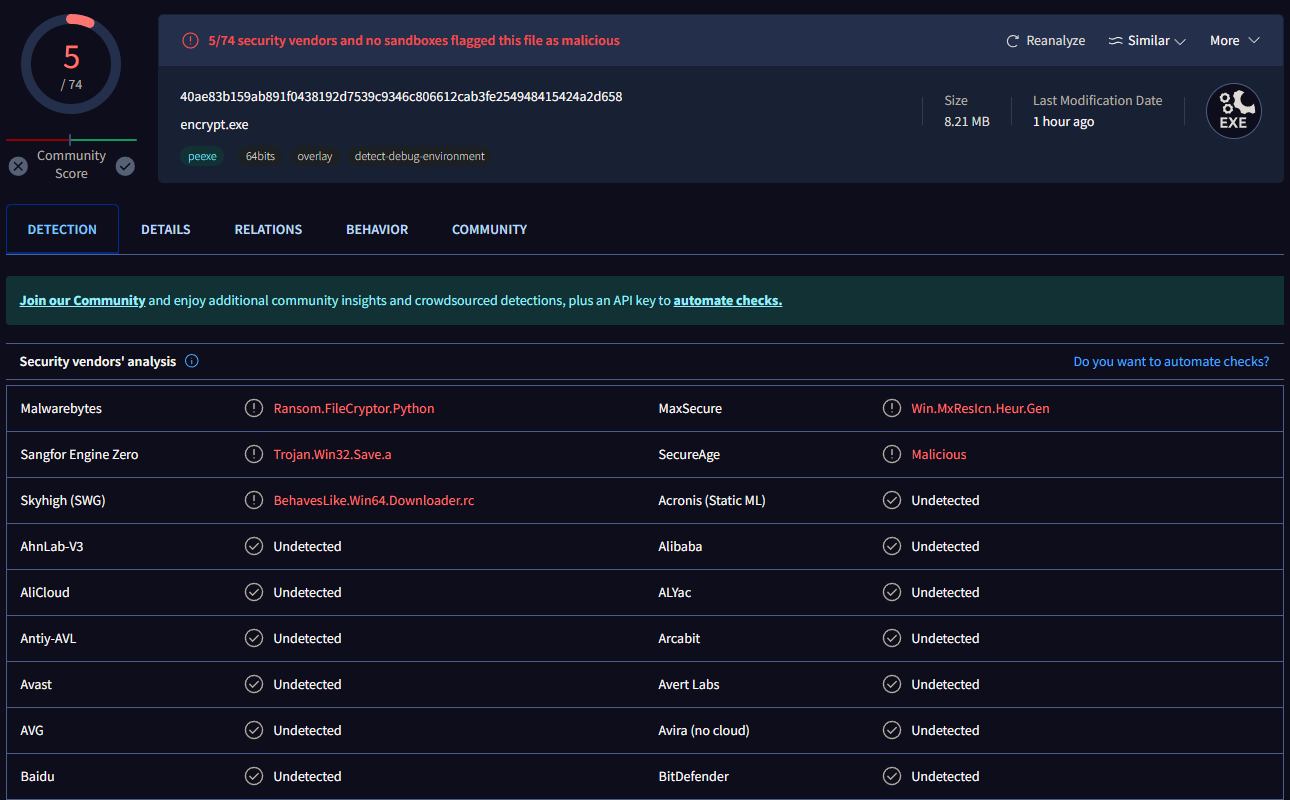 5
/ 74
Community
Score
5/74 security vendors and no sandboxes flagged this file as malicious
Reanalyze
Similar
More
40ae83b159ab891f0438192d7539c9346c806612cab3fe254948415424a2d658
encrypt.exe
peexe 64bits overlay detect-debug-environment
Size
8.21 MB
Last Modification Date
1 hour ago
EXE
DETECTION DETAILS RELATIONS BEHAVIOR COMMUNITY
Join our Community and enjoy additional community insights and crowdsourced detections, plus an API key to automate checks.
Security vendors' analysis Do you want to automate checks?
Malwarebytes Ransom.FileCryptor.Python MaxSecure Win.MxResIcn.Heur.Gen
Sangfor Engine Zero Trojan.Win32.Save.a SecureAge Malicious
Skyhigh (SWG) BehavesLike.Win64.Downloader.rc Acronis (Static ML) Undetected
AhnLab-V3 Undetected Alibaba Undetected
AliCloud Undetected ALYac Undetected
Antiy-AVL Undetected Arcabit Undetected
Avast Undetected Avert Labs Undetected
AVG Undetected Avira (no cloud) Undetected
Baidu Undetected BitDefender Undetected